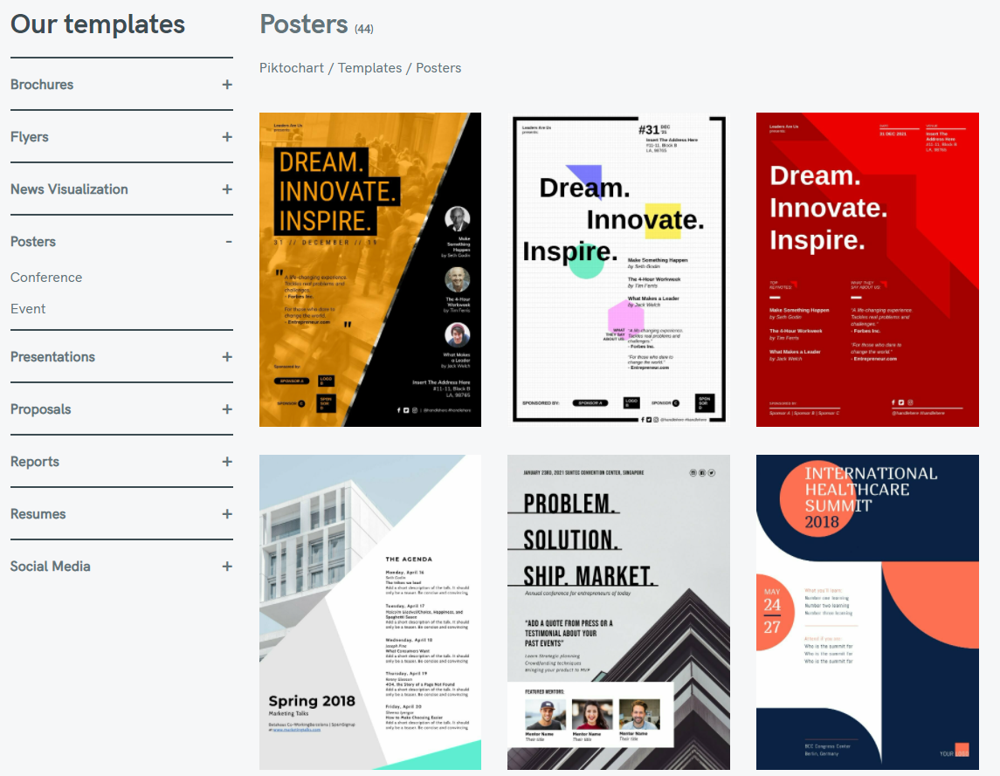 Our templates
Brochures +
Flyers +
News Visualization +
Posters -
Conference
Event
Presentations +
Proposals +
Reports +
Resumes +
Social Media +
Posters (44)
Piktochart / Templates / Posters
Leaders Are Us
presents:
DREAM.
INNOVATE.
INSPIRE.
31 // DECEMBER // 19
"A life-changing experience.
Tackles real problems and
challenges.
- Forbes Inc.
For those who dare to
change the world.
- Entrepreneur.com "
Make
Something
Happen
by Seth Godin
The 4-Hour
Workweek
by Tim Ferris
What Makes
a Leader
by Jack Welch
Sponsored by:
SPONSOR A
LOGO
B
SPONSOR C
SPON
SOR
D
Insert The Address Here
#11-11, Block B
LA, 98765
@handlehere #handlehere
Leaders Are Us
presents:
#31 DEC
'21
Insert The Address Here
#11-11, Block B
LA, 98765
Dream.
Innovate.
Inspire.
Make Something Happen
by Seth Godin
The 4-Hour Workweek
by Tim Ferris
What Makes a Leader
by Jack Welch
WHAT
THEY SAY
ABOUT US:
"A life-changing experience.
Tackles real problems and
challenges."
- Forbes Inc.
"For those who dare to
change the world."
- Entrepreneur.com
SPONSORED BY:
SPONSOR A
LOGO
B
SPONSOR C
SPON
SOR
D
@handlehere #handlehere
Leaders Are Us
presents:
DATE
31 DEC 2021
VENUE
Insert The
Address Here
#11-11, Block B
LA, 98765
Dream.
Innovate.
Inspire.
TOP
KEYNOTES:
Make Something Happen
by Seth Godin
The 4-Hour Workweek
by Tim Ferris
What Makes a Leader
by Jack Welch
WHAT THEY
SAY ABOUT US:
"A life-changing experience.
Tackles real problems and
challenges."
- Forbes Inc.
"For those who dare to
change the world."
- Entrepreneur.com
SPONSORED BY:
Sponsor A | Sponsor B | Sponsor C
@handlehere #handlehere
THE AGENDA
Monday, April 16
Seth Godin
The tribes we lead
Add a short description of the talk. It should
only be a teaser. Be concise and convincing
Tuesday, April 17
Malcolm Gladwell Choice, Happiness, and
Spaghetti Sauce
Add a short description of the talk. It should
only be a teaser. Be concise and convincing
Wednesday, April 18
Joseph Pine
What Consumers Want
Add a short description of the talk. It should
only be a teaser. Be concise and convincing
Thursday, April 19
Renny Gleeson
404, the Story of a Page Not Found
Add a short description of the talk. It should
only be a teaser. Be concise and convincing
Friday, April 20
Sheena Iyengar
How to Make Choosing Easier
Add a short description of the talk. It should
only be a teaser. Be concise and convincing
Spring 2018
Marketing Talks
at www.marketingtalks.com
JANUARY 23RD, 2021 SUNTEC CONVENTION CENTER, SINGAPORE
PROBLEM.
SOLUTION.
SHIP. MARKET.
Annual conference for entrepreneurs of today
"ADD A QUOTE FROM PRESS OR A
TESTIMONIAL ABOUT YOUR
PAST EVENTS"
Learn Strategic planning
Crowdfunding techniques
Bringing your product to MVP
FEATURED MENTORS:
Mentor Name
Their title
Mentor Name
Their title
Mentor Name
Their title
INTERNATIONAL
HEALTHCARE
SUMMIT
2018
MAY
24
27
What you'll learn:
Number one learning
Number two learning
Number three learning
Attend if you are:
Who is the summit for
Who is the summit for
Who is the summit for
BCC Congress Center
Berlin, Germany
YOUR LOGO